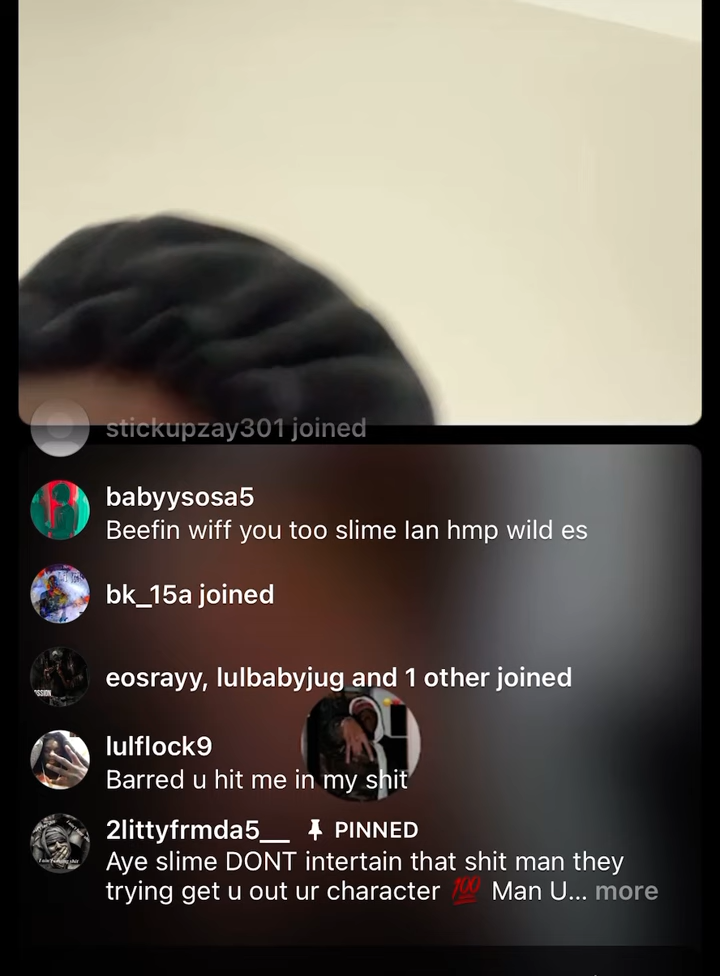 stickupzay301 joined
babyysosa5
Beefin wiff you too slime Ian hmp wild es
bk_15a joined
eosrayy, lulbabyjug and 1 other joined
lulflock9
Barred u hit me in my shit
2littyfrmda5__ PINNED
Aye slime DONT intertain that shit man they
trying get u out ur character 💯 Man U... more